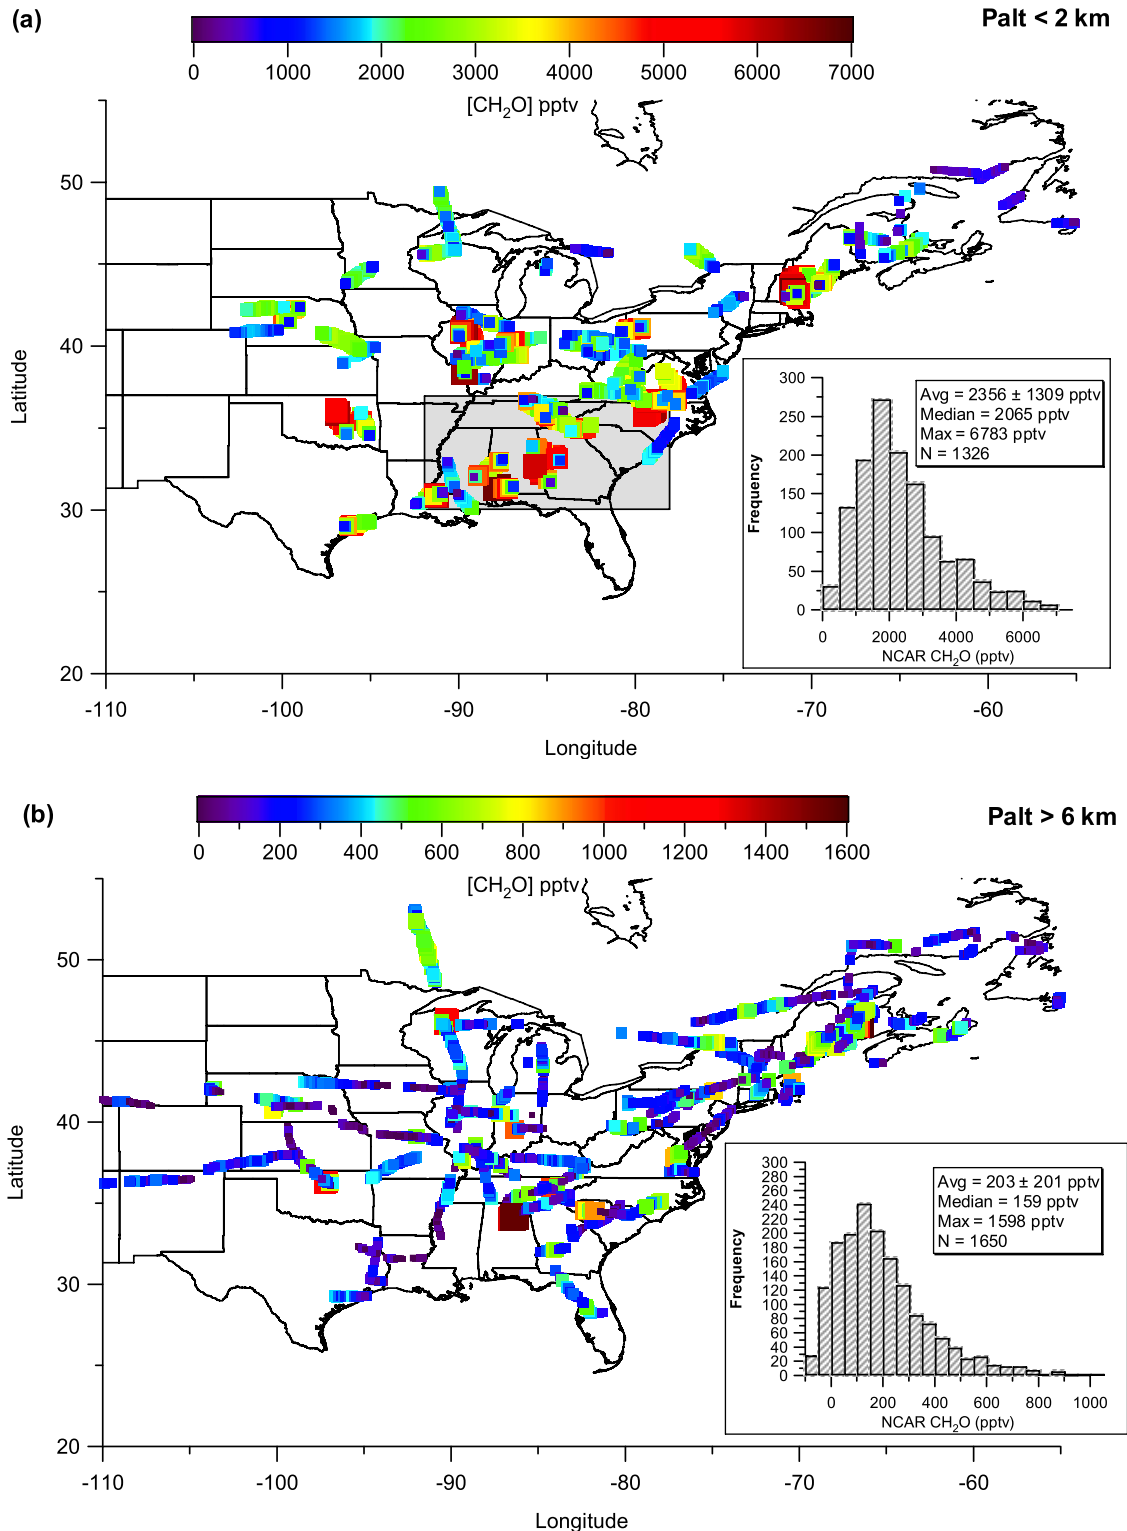 (a)
Palt < 2 km
0 1000 2000 3000 4000 5000 6000 7000
[CH2O] pptv
50
40
30
20
Latitude
-110 -100 -90 -80 -70 -60
Longitude
300
250
200
150
100
50
0
Frequency
Avg = 2356 ± 1309 pptv
Median = 2065 pptv
Max = 6783 pptv
N = 1326
0 2000 4000 6000
NCAR CH2O (pptv)
(b)
Palt > 6 km
0 200 400 600 800 1000 1200 1400 1600
[CH2O] pptv
50
40
30
20
Latitude
-110 -100 -90 -80 -70 -60
Longitude
300
280
260
240
220
200
180
160
140
120
100
80
60
40
20
0
Frequency
Avg = 203 ± 201 pptv
Median = 159 pptv
Max = 1598 pptv
N = 1650
0 200 400 600 800 1000
NCAR CH2O (pptv)